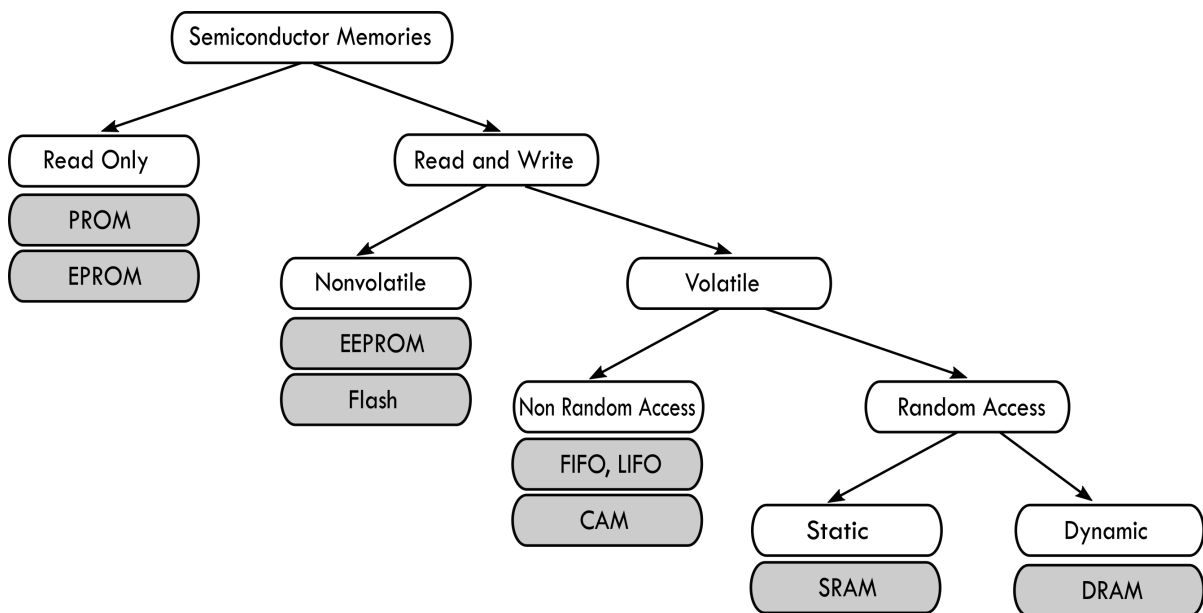 Semiconductor Memories
Read Only
Read and Write
PROM
EPROM
Nonvolatile
Volatile
EEPROM
Flash
Non Random Access
Random Access
FIFO, LIFO
CAM
Static
Dynamic
SRAM
DRAM